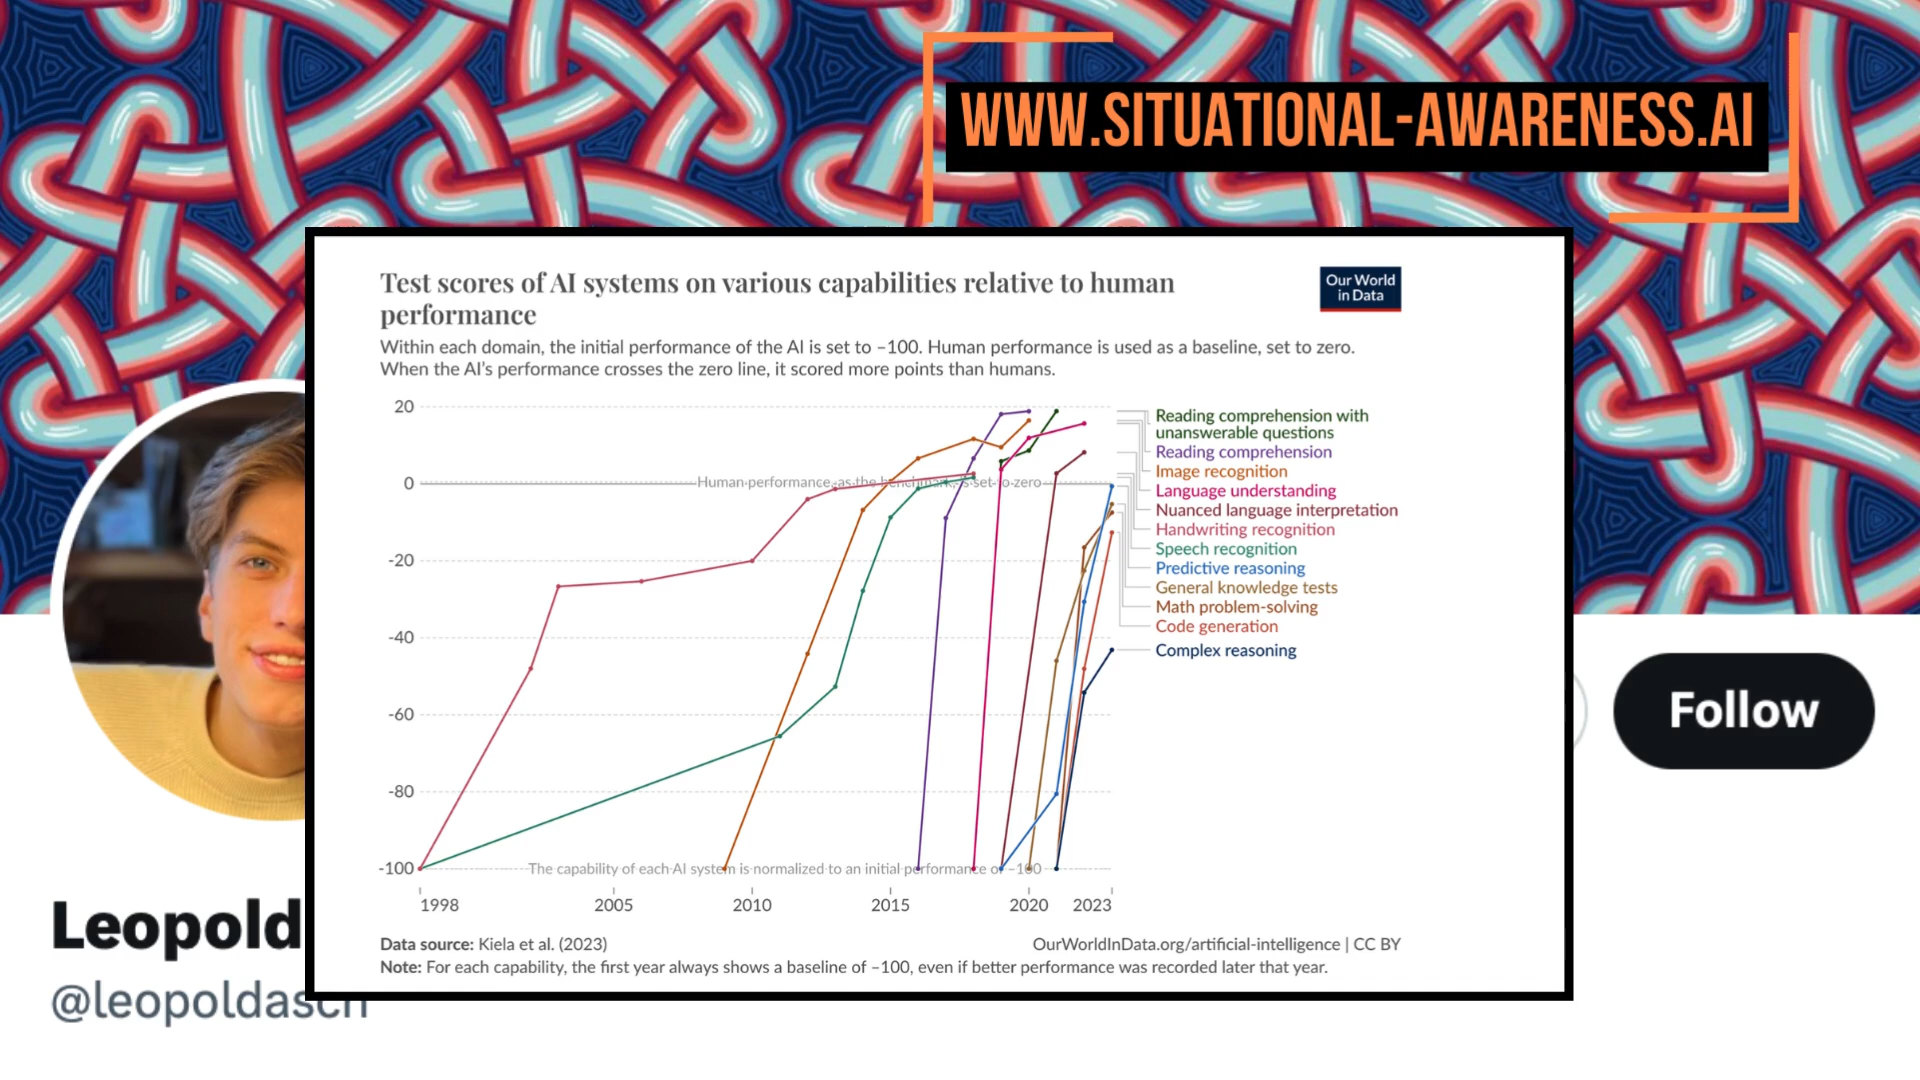 WWW.SITUATIONAL-AWARENESS.AI
Test scores of AI systems on various capabilities relative to human
performance
Our World
in Data
Within each domain, the initial performance of the AI is set to −100. Human performance is used as a baseline, set to zero.
When the AI's performance crosses the zero line, it scored more points than humans.
20
0
-20
-40
-60
-80
-100
Human performance, as the benchmark, is set to zero
The capability of each AI system is normalized to an initial performance of −100
1998
2005
2010
2015
2020
2023
Reading comprehension with
unanswerable questions
Reading comprehension
Image recognition
Language understanding
Nuanced language interpretation
Handwriting recognition
Speech recognition
Predictive reasoning
General knowledge tests
Math problem-solving
Code generation
Complex reasoning
Data source: Kiela et al. (2023)
OurWorldInData.org/artificial-intelligence | CC BY
Note: For each capability, the first year always shows a baseline of −100, even if better performance was recorded later that year.
Follow
Leopold
@leopoldasch